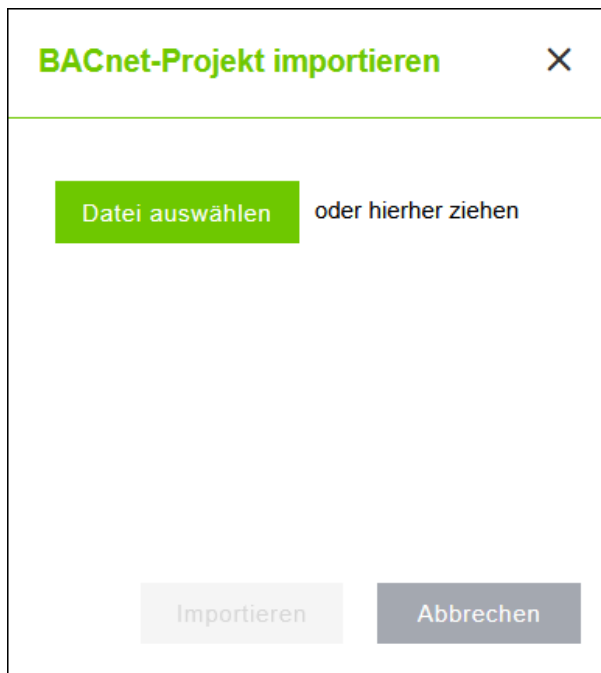 BACnet-Projekt importieren
Datei auswählen oder hierher ziehen
Importieren Abbrechen